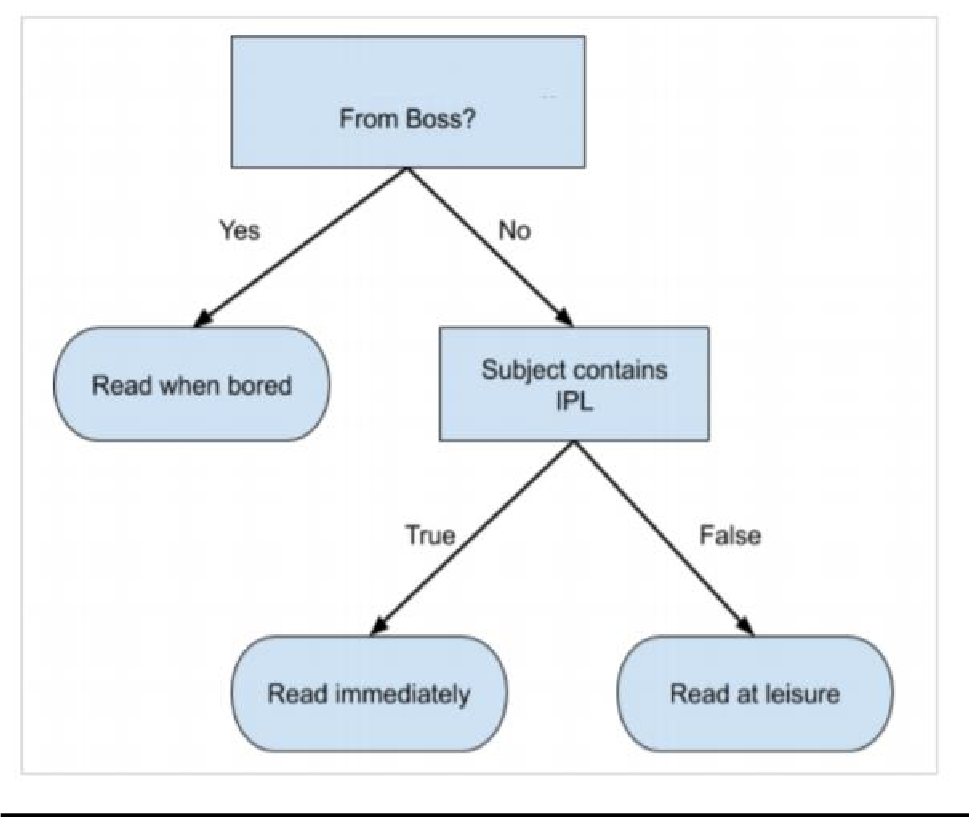 From Boss?
Yes
No
Read when bored
Subject contains
IPL
True
False
Read immediately
Read at leisure